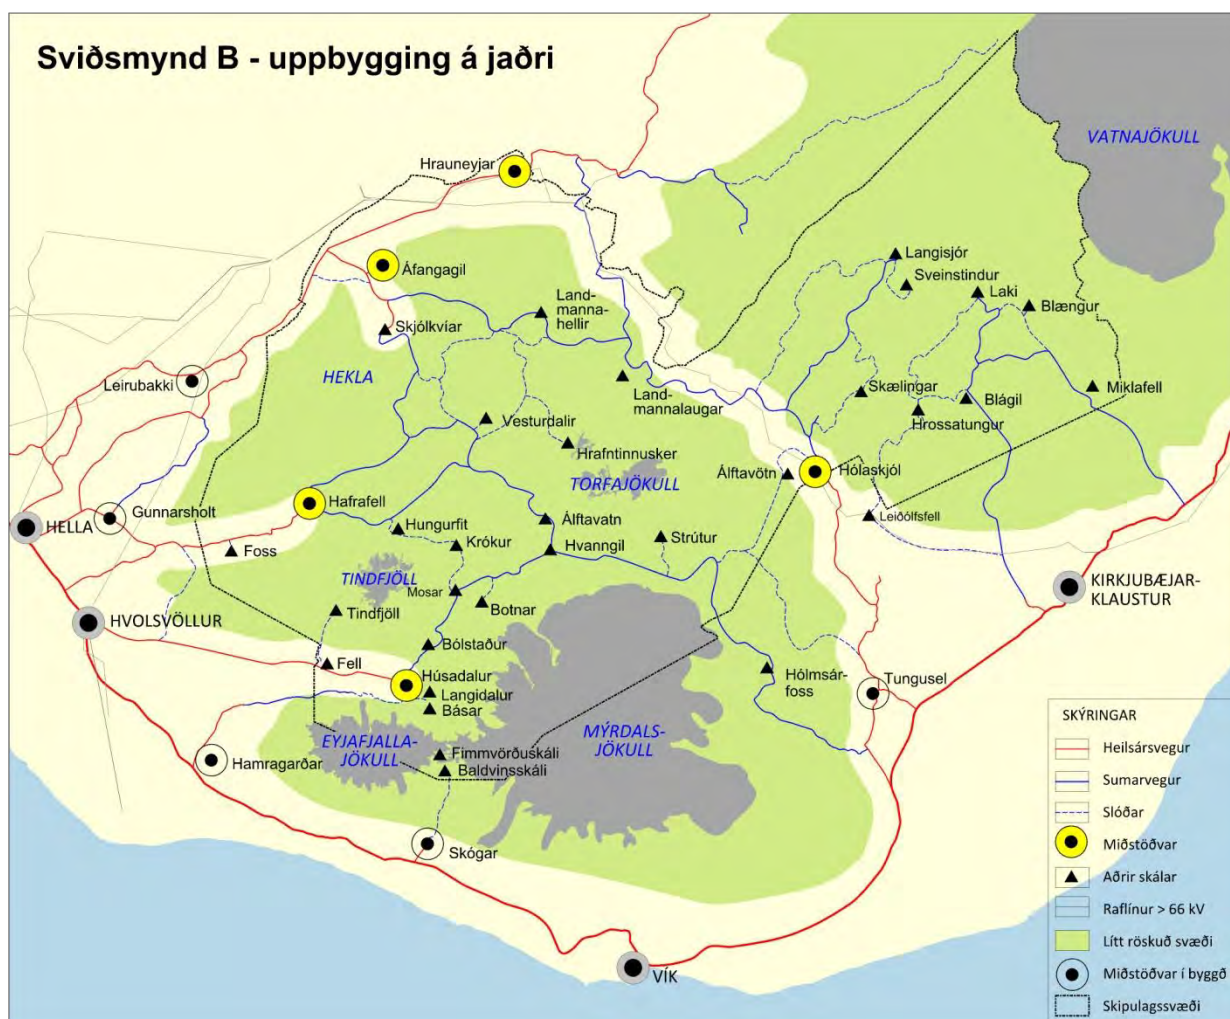 Sviðsmynd B - uppbygging á jaðri
VATNAJÖKULL
Hrauneyjar
Áfangagil
Langisjór
Sveinstindur
Laki
Blængur
Land-
manna-
hellir
Skjólkvíar
HEKLA
Leirubakki
Land-
mannalaugar
Skælingar
Blágil
Miklafell
Hrossatungur
Vesturdalir
Hrafntinnusker
TORFAJÖKULL
Álftavötn
Hólaskjól
Hafrafell
Gunnarsholt
HELLA
Hungurfit
Álftavatn
Leiðólfsfell
Foss
Krókur
Hvanngil
Strútur
TINDFJÖLL
Mosar
KIRKJUBÆJAR-
KLAUSTUR
Tindfjöll
Botnar
HVOLSVÖLLUR
Bólstaður
Fell
Húsadalur
Langidalur
Básar
Hólmsár-
foss
Tungusel
EYJAFJALLA-
JÖKULL
MÝRDALS-
JÖKULL
Hamragarðar
Fimmvörðuskáli
Baldvinsskáli
Skógar
VÍK
SKÝRINGAR
Heilsársvegur
Sumarvegur
Slóðar
Miðstöðvar
Aðrir skálar
Raflínur > 66 kV
Lítt röskuð svæði
Miðstöðvar í byggð
Skipulagssvæði